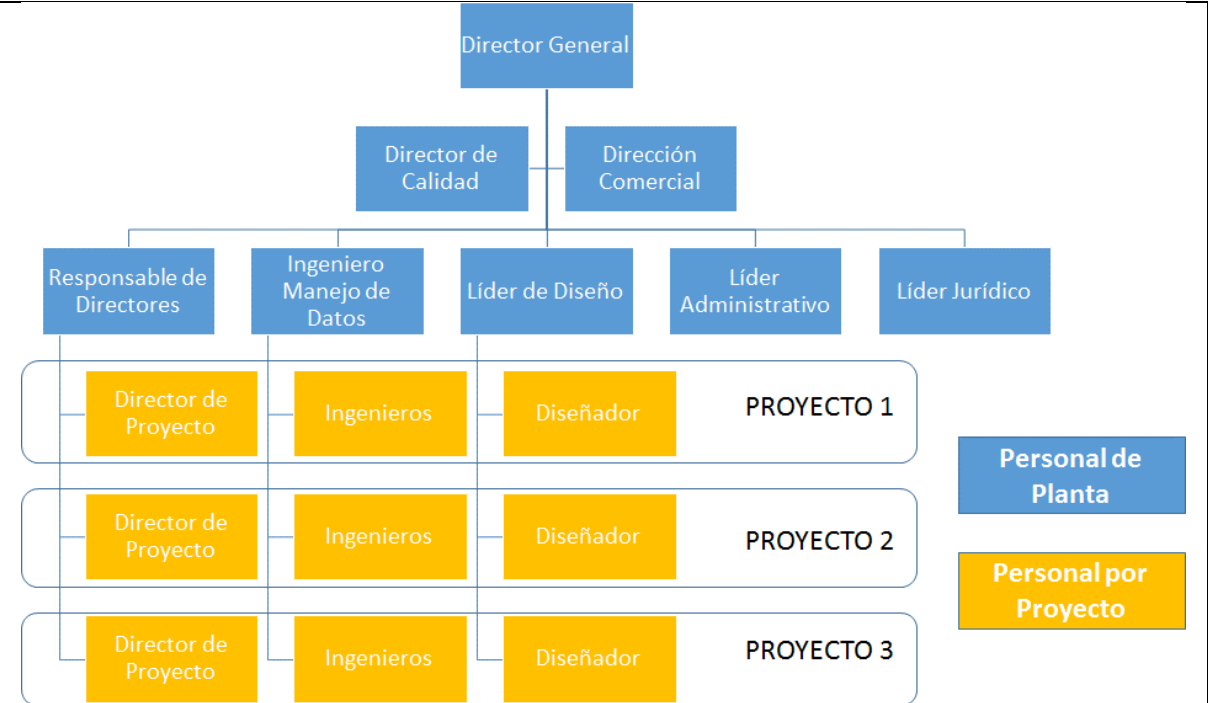 Director General
Director de
Calidad
Dirección
Comercial
Responsable de
Directores
Ingeniero
Manejo de
Datos
Líder de Diseño
Líder
Administrativo
Líder Jurídico
Director de
Proyecto
Ingenieros
Diseñador
PROYECTO 1
Director de
Proyecto
Ingenieros
Diseñador
PROYECTO 2
Director de
Proyecto
Ingenieros
Diseñador
PROYECTO 3
Personal de
Planta
Personal por
Proyecto